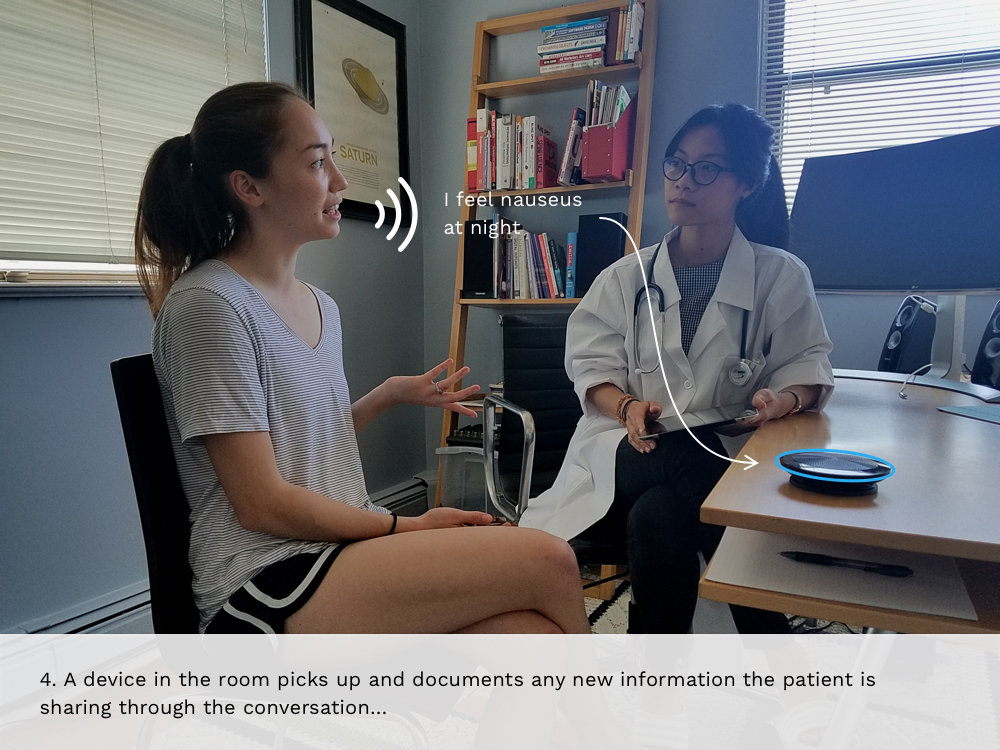 SATURN
I feel nauseus
at night
4. A device in the room picks up and documents any new information the patient is
sharing through the conversation...